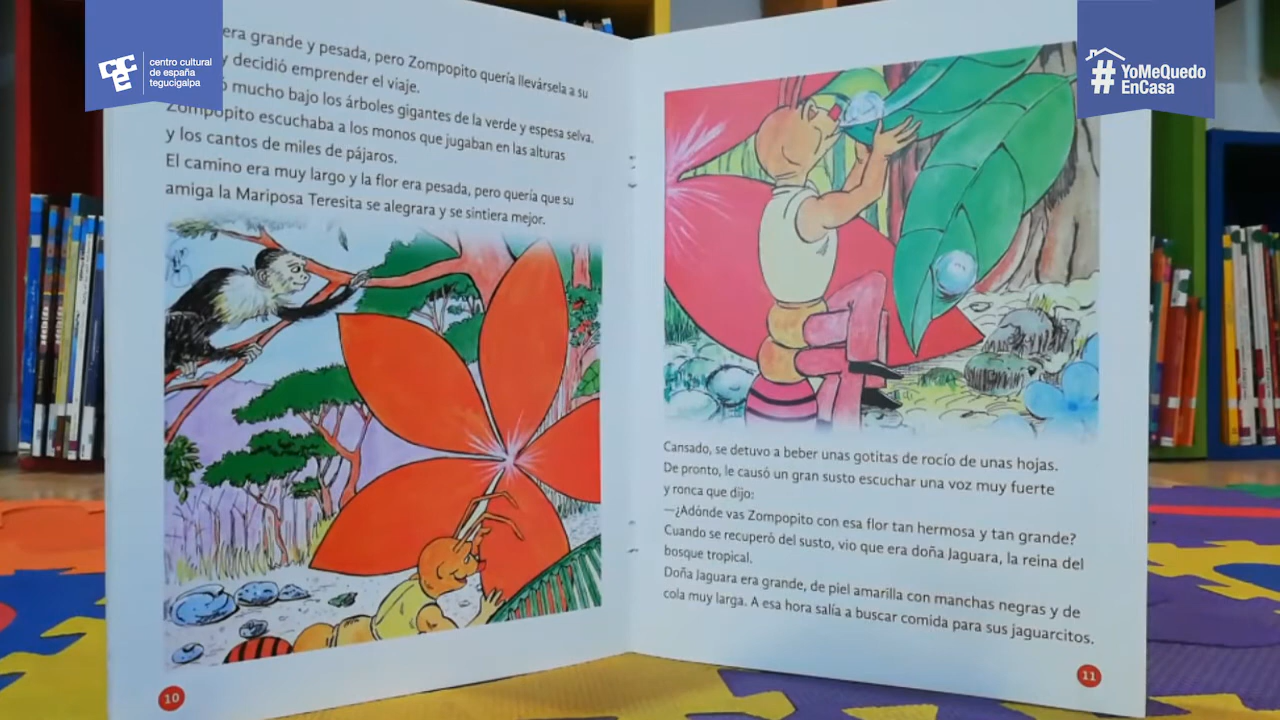 centro cultural
de españa
tegucigalpa
#YoMeQuedo
EnCasa
era grande y pesada, pero Zompopito quería llevársela a su
y decidió emprender el viaje.
mucho bajo los árboles gigantes de la verde y espesa selva.
Zompopito escuchaba a los monos que jugaban en las alturas
y los cantos de miles de pájaros.
El camino era muy largo y la flor era pesada, pero quería que su
amiga la Mariposa Teresita se alegrara y se sintiera mejor.
10
Cansado, se detuvo a beber unas gotitas de rocío de unas hojas.
De pronto, le causó un gran susto escuchar una voz muy fuerte
y ronca que dijo:
—¿Adónde vas Zompopito con esa flor tan hermosa y tan grande?
Cuando se recuperó del susto, vio que era doña Jaguara, la reina del
bosque tropical.
Doña Jaguara era grande, de piel amarilla con manchas negras y de
cola muy larga. A esa hora salía a buscar comida para sus jaguarcitos.
11